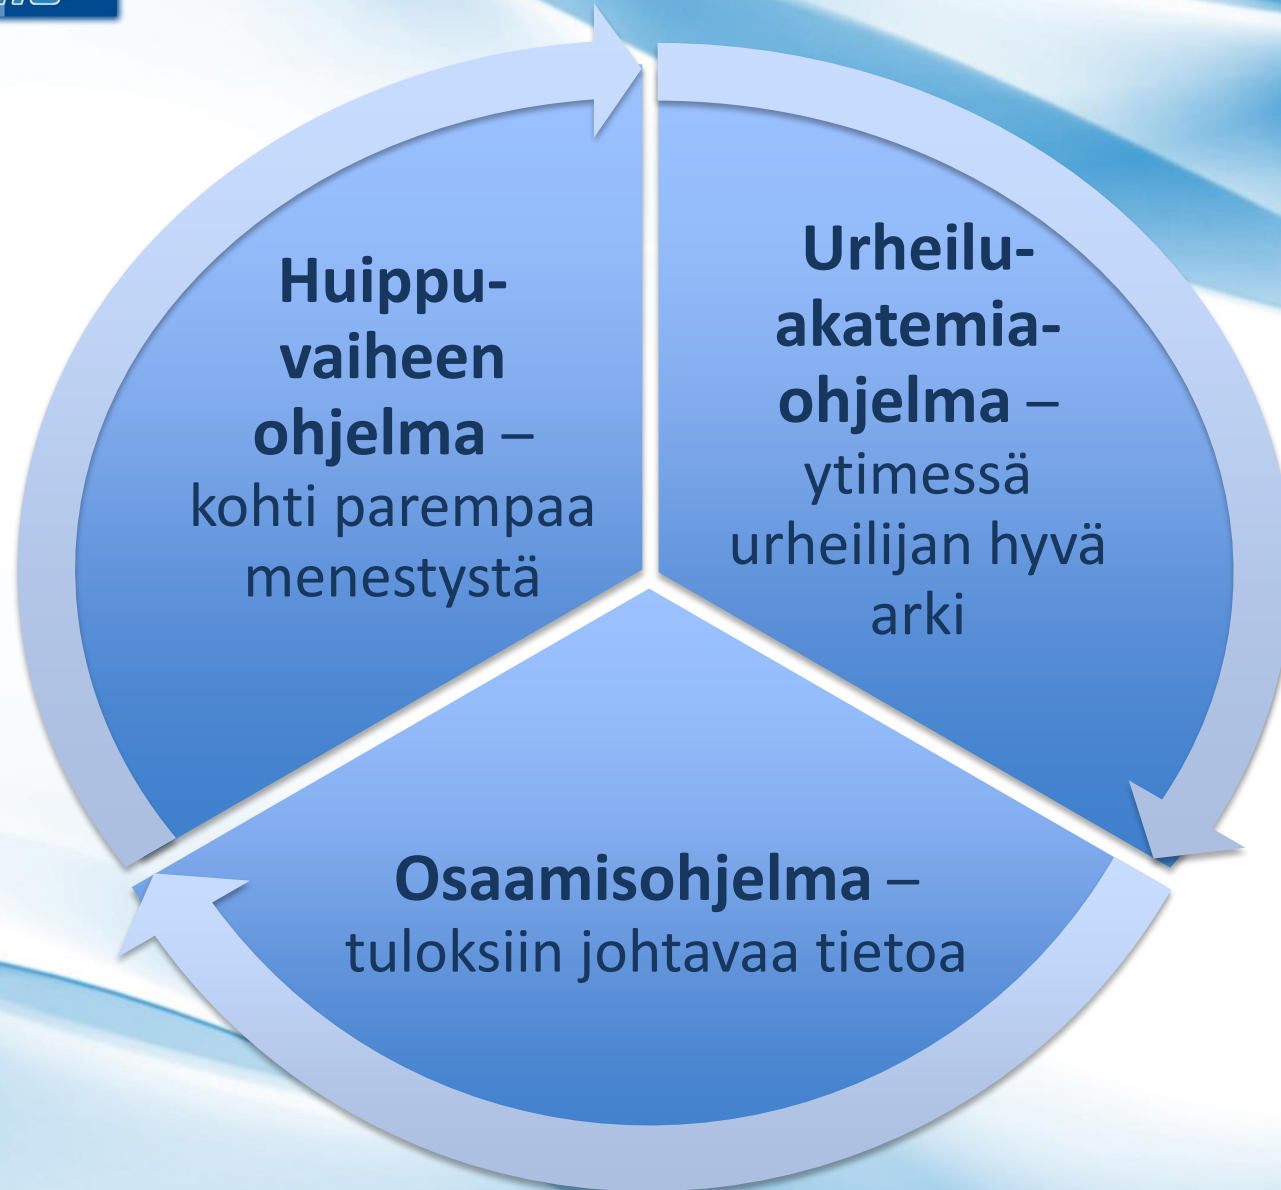 Huippu-
vaiheen
ohjelma –
kohti parempaa
menestystä
Urheilu-
akatemia-
ohjelma –
ytimessä
urheilijan hyvä
arki
Osaamisohjelma –
tuloksiin johtavaa tietoa